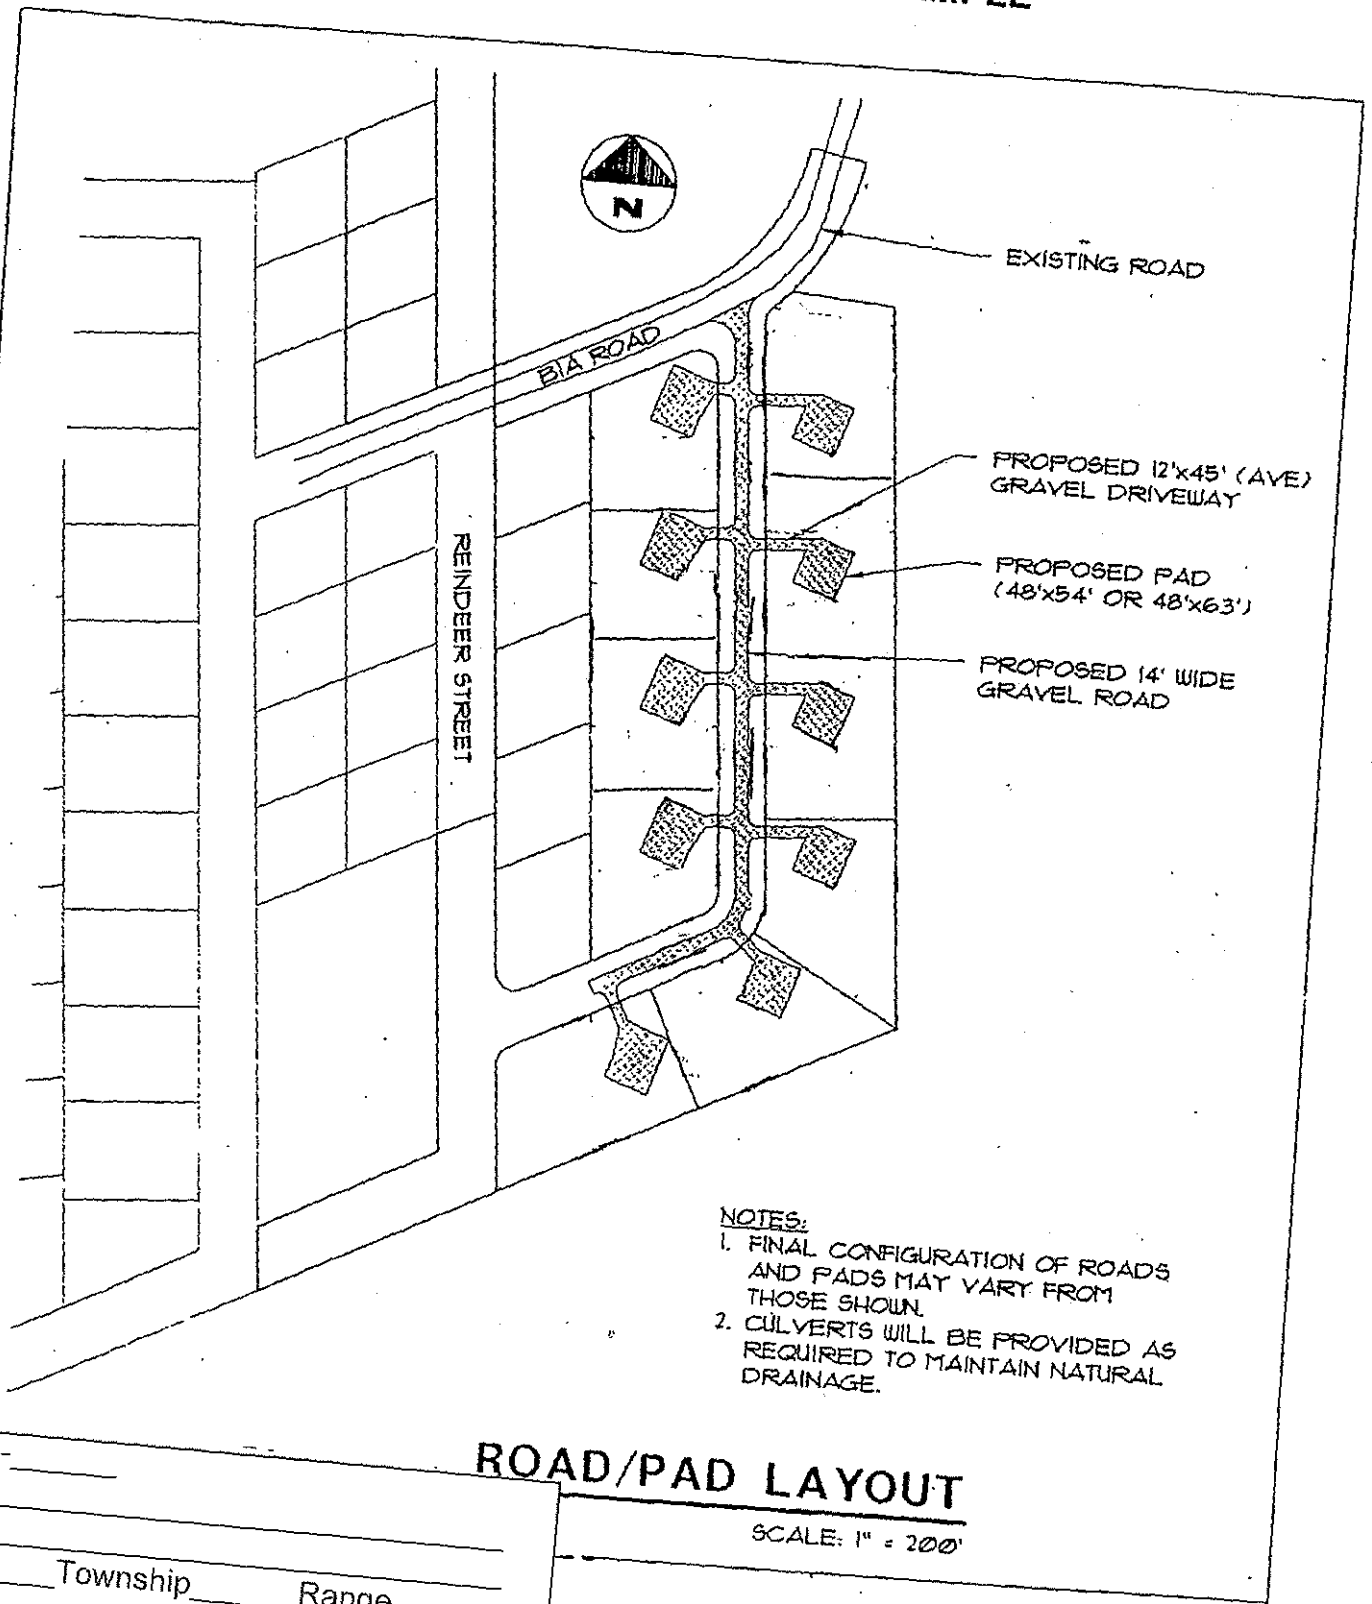 N
EXISTING ROAD
BIA ROAD
PROPOSED 12'x45' (AVE)
GRAVEL DRIVEWAY
PROPOSED PAD
(48'x54' OR 48'x63')
REINDEER STREET
PROPOSED 14' WIDE
GRAVEL ROAD
NOTES:
1. FINAL CONFIGURATION OF ROADS
AND PADS MAY VARY FROM
THOSE SHOWN.
2. CULVERTS WILL BE PROVIDED AS
REQUIRED TO MAINTAIN NATURAL
DRAINAGE.
ROAD/PAD LAYOUT
SCALE: 1" = 200'
Township____ Range